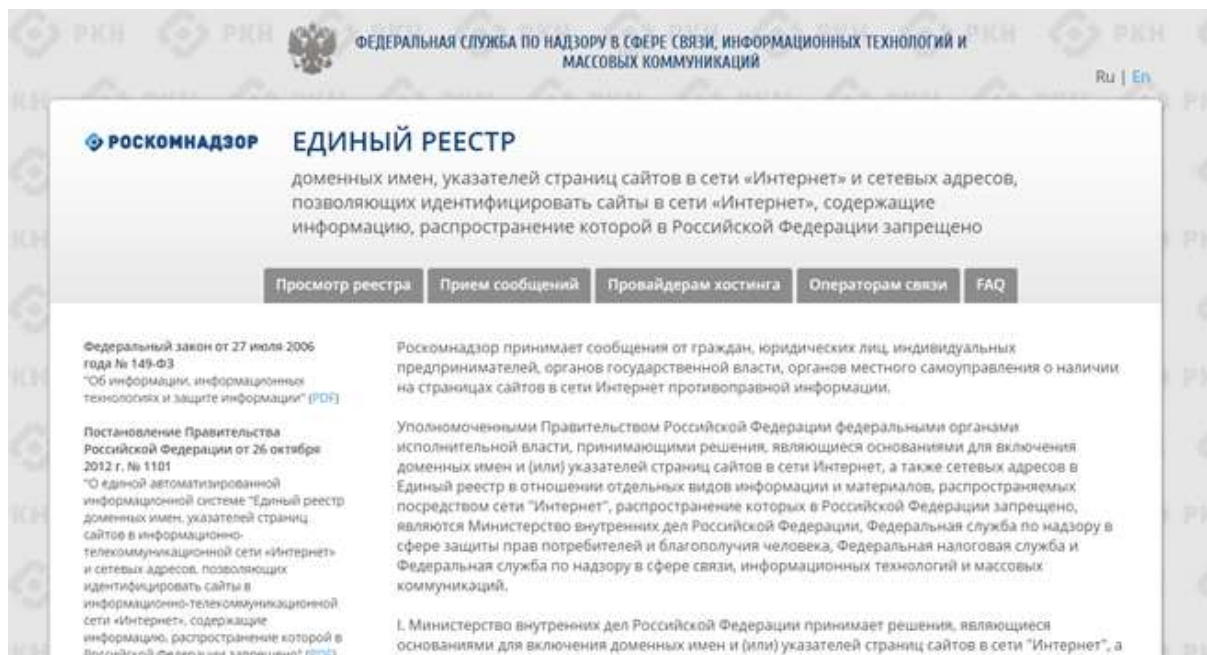 ФЕДЕРАЛЬНАЯ СЛУЖБА ПО НАДЗОРУ В СФЕРЕ СВЯЗИ, ИНФОРМАЦИОННЫХ ТЕХНОЛОГИЙ И
МАССОВЫХ КОММУНИКАЦИЙ
Ru | En
РОСКОМНАДЗОР
ЕДИНЫЙ РЕЕСТР
доменных имен, указателей страниц сайтов в сети «Интернет» и сетевых адресов,
позволяющих идентифицировать сайты в сети «Интернет», содержащие
информацию, распространение которой в Российской Федерации запрещено
Просмотр реестра Прием сообщений Провайдерам хостинга Операторам связи FAQ
Федеральный закон от 27 июля 2006
года № 149-ФЗ
"Об информации, информационных
технологиях и защите информации" (PDF)
Постановление Правительства
Российской Федерации от 26 октября
2012 г. № 1101
"О единой автоматизированной
информационной системе "Единый реестр
доменных имен, указателей страниц
сайтов в информационно-
телекоммуникационной сети «Интернет»
и сетевых адресов, позволяющих
идентифицировать сайты в
информационно-телекоммуникационной
сети «Интернет», содержащие
информацию, распространение которой в
Российской Федерации запрещено" (PDF)
Роскомнадзор принимает сообщения от граждан, юридических лиц, индивидуальных
предпринимателей, органов государственной власти, органов местного самоуправления о наличии
на страницах сайтов в сети Интернет противоправной информации.
Уполномоченными Правительством Российской Федерации федеральными органами
исполнительной власти, принимающими решения, являющиеся основаниями для включения
доменных имен и (или) указателей страниц сайтов в сети Интернет, а также сетевых адресов в
Единый реестр в отношении отдельных видов информации и материалов, распространяемых
посредством сети "Интернет", распространение которых в Российской Федерации запрещено,
являются Министерство внутренних дел Российской Федерации, Федеральная служба по надзору в
сфере защиты прав потребителей и благополучия человека, Федеральная налоговая служба и
Федеральная служба по надзору в сфере связи, информационных технологий и массовых
коммуникаций.
I. Министерство внутренних дел Российской Федерации принимает решения, являющиеся
основаниями для включения доменных имен и (или) указателей страниц сайтов в сети "Интернет", а